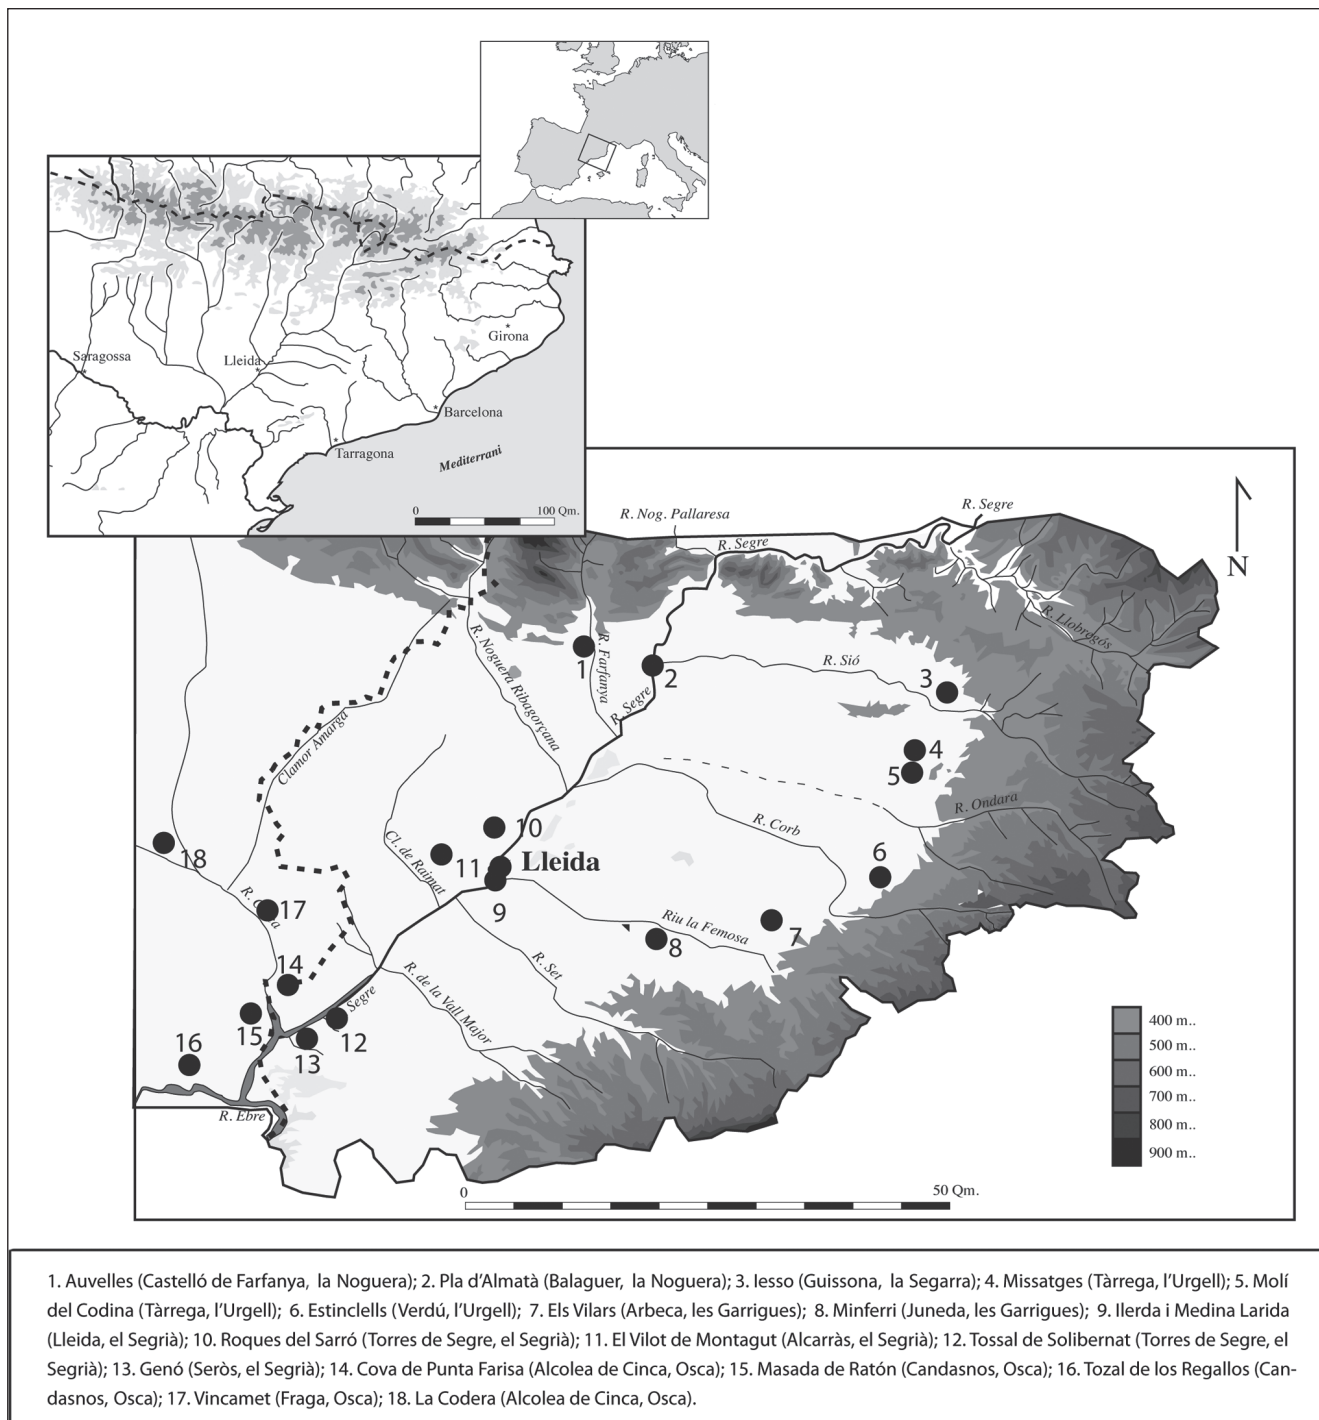 Saragossa
Lleida
Girona
Barcelona
Tarragona
Mediterrani
0 100 Qm.
R. Nog. Pallaresa
R. Segre
R. Segre
N
R. Llobregós
R. Noguera Ribagorçana
R. Farfanya
1
2
R. Sió
3
R. Segre
Clamor Amarga
4
5
R. Ondara
R. Corb
10
Cl. de Raimat
11
Lleida
18
6
9
17
Riu la Femosa
7
8
R. Set
14
R. de la Vall Major
Segre
15
12
13
16
R. Ebre
400 m..
500 m..
600 m..
700 m..
800 m..
900 m..
0 50 Qm.
1. Auvelles (Castelló de Farfanya, la Noguera); 2. Pla d'Almatà (Balaguer, la Noguera); 3. Iesso (Guissona, la Segarra); 4. Missatges (Tàrrega, l'Urgell); 5. Molí
del Codina (Tàrrega, l'Urgell); 6. Estinclells (Verdú, l'Urgell); 7. Els Vilars (Arbeca, les Garrigues); 8. Minferri (Juneda, les Garrigues); 9. Ilerda i Medina Larida
(Lleida, el Segrià); 10. Roques del Sarró (Torres de Segre, el Segrià); 11. El Vilot de Montagut (Alcarràs, el Segrià); 12. Tossal de Solibernat (Torres de Segre, el
Segrià); 13. Genó (Seròs, el Segrià); 14. Cova de Punta Farisa (Alcolea de Cinca, Osca); 15. Masada de Ratón (Candasnos, Osca); 16. Tozal de los Regallos (Can-
dasnos, Osca); 17. Vincamet (Fraga, Osca); 18. La Codera (Alcolea de Cinca, Osca).